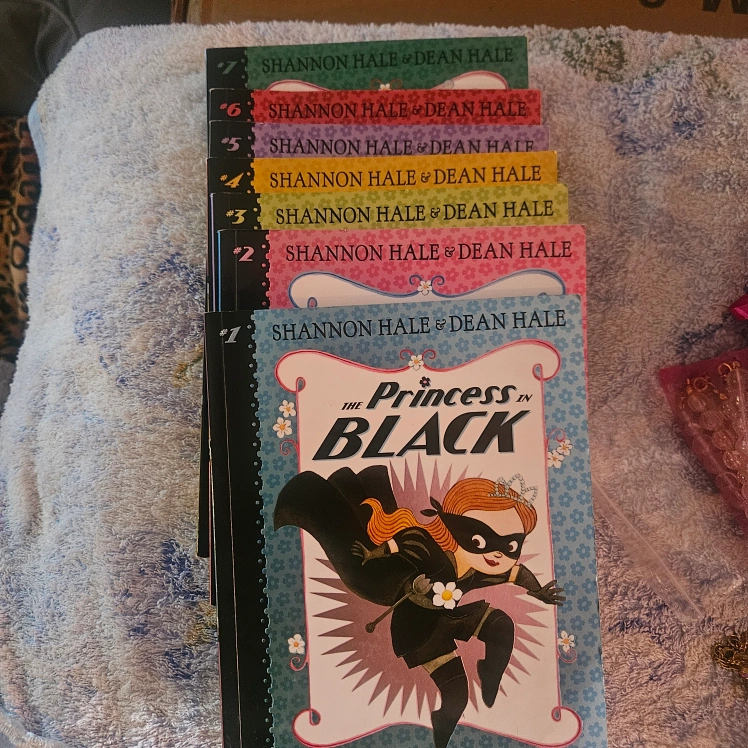 #7 SHANNON HALE & DEAN HALE
#6 SHANNON HALE & DEAN HALE
#5 SHANNON HALE & DEAN HALE
#4 SHANNON HALE & DEAN HALE
#3 SHANNON HALE & DEAN HALE
#2 SHANNON HALE & DEAN HALE
#1 SHANNON HALE & DEAN HALE
THE Princess IN
BLACK